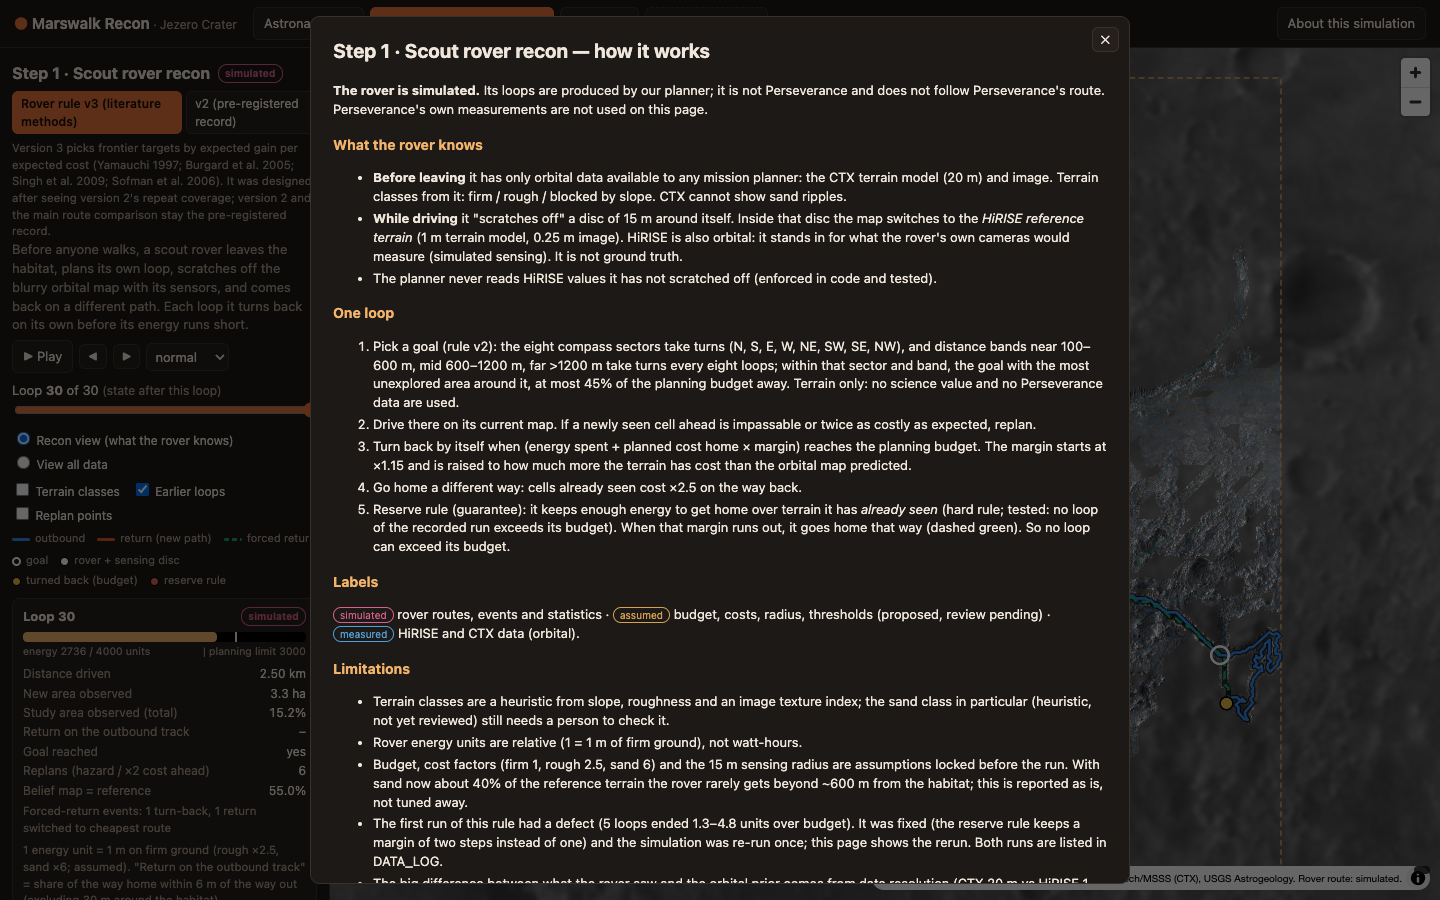 Marswalk Recon · Jezero Crater
Astrona
About this simulation
Step 1 · Scout rover recon simulated
Rover rule v3 (literature methods)
v2 (pre-registered record)
Version 3 picks frontier targets by expected gain per
expected cost (Yamauchi 1997; Burgard et al. 2005;
Singh et al. 2009; Sofman et al. 2006). It was designed
after seeing version 2's repeat coverage; version 2 and
the main route comparison stay the pre-registered
record.
Before anyone walks, a scout rover leaves the
habitat, plans its own loop, scratches off the
blurry orbital map with its sensors, and comes
back on a different path. Each loop it turns back
on its own before its energy runs short.
Play
normal
Loop 30 of 30 (state after this loop)
Recon view (what the rover knows)
View all data
Terrain classes Earlier loops
Replan points
outbound return (new path) forced retur
goal rover + sensing disc
turned back (budget) reserve rule
Loop 30 simulated
energy 2736 / 4000 units | planning limit 3000
Distance driven 2.50 km
New area observed 3.3 ha
Study area observed (total) 15.2%
Return on the outbound track –
Goal reached yes
Replans (hazard / ×2 cost ahead) 6
Belief map = reference 55.0%
Forced-return events: 1 turn-back, 1 return
switched to cheapest route
1 energy unit = 1 m on firm ground (rough ×2.5,
sand ×6; assumed). "Return on the outbound track"
= share of the way home within 6 m of the way out
(excluding 30 m around the habitat)
Step 1 · Scout rover recon — how it works
×
The rover is simulated. Its loops are produced by our planner; it is not Perseverance and does not follow Perseverance's route.
Perseverance's own measurements are not used on this page.
What the rover knows
• Before leaving it has only orbital data available to any mission planner: the CTX terrain model (20 m) and image. Terrain
classes from it: firm / rough / blocked by slope. CTX cannot show sand ripples.
• While driving it "scratches off" a disc of 15 m around itself. Inside that disc the map switches to the HiRISE reference
terrain (1 m terrain model, 0.25 m image). HiRISE is also orbital: it stands in for what the rover's own cameras would
measure (simulated sensing). It is not ground truth.
• The planner never reads HiRISE values it has not scratched off (enforced in code and tested).
One loop
1. Pick a goal (rule v2): the eight compass sectors take turns (N, S, E, W, NE, SW, SE, NW), and distance bands near 100–
600 m, mid 600–1200 m, far >1200 m take turns every eight loops; within that sector and band, the goal with the most
unexplored area around it, at most 45% of the planning budget away. Terrain only: no science value and no Perseverance
data are used.
2. Drive there on its current map. If a newly seen cell ahead is impassable or twice as costly as expected, replan.
3. Turn back by itself when (energy spent + planned cost home × margin) reaches the planning budget. The margin starts at
×1.15 and is raised to how much more the terrain has cost than the orbital map predicted.
4. Go home a different way: cells already seen cost ×2.5 on the way back.
5. Reserve rule (guarantee): it keeps enough energy to get home over terrain it has already seen (hard rule; tested: no loop
of the recorded run exceeds its budget). When that margin runs out, it goes home that way (dashed green). So no loop
can exceed its budget.
Labels
simulated rover routes, events and statistics · assumed budget, costs, radius, thresholds (proposed, review pending) ·
measured HiRISE and CTX data (orbital).
Limitations
• Terrain classes are a heuristic from slope, roughness and an image texture index; the sand class in particular (heuristic,
not yet reviewed) still needs a person to check it.
• Rover energy units are relative (1 = 1 m of firm ground), not watt-hours.
• Budget, cost factors (firm 1, rough 2.5, sand 6) and the 15 m sensing radius are assumptions locked before the run. With
sand now about 40% of the reference terrain the rover rarely gets beyond ~600 m from the habitat; this is reported as is,
not tuned away.
• The first run of this rule had a defect (5 loops ended 1.3–4.8 units over budget). It was fixed (the reserve rule keeps a
margin of two steps instead of one) and the simulation was re-run once; this page shows the rerun. Both runs are listed in
DATA_LOG.
• The big difference between what the rover saw and the orbital prior comes from data resolution (CTX 20 m vs HiRISE 1
+
−
ch/MSSS (CTX), USGS Astrogeology. Rover route: simulated.